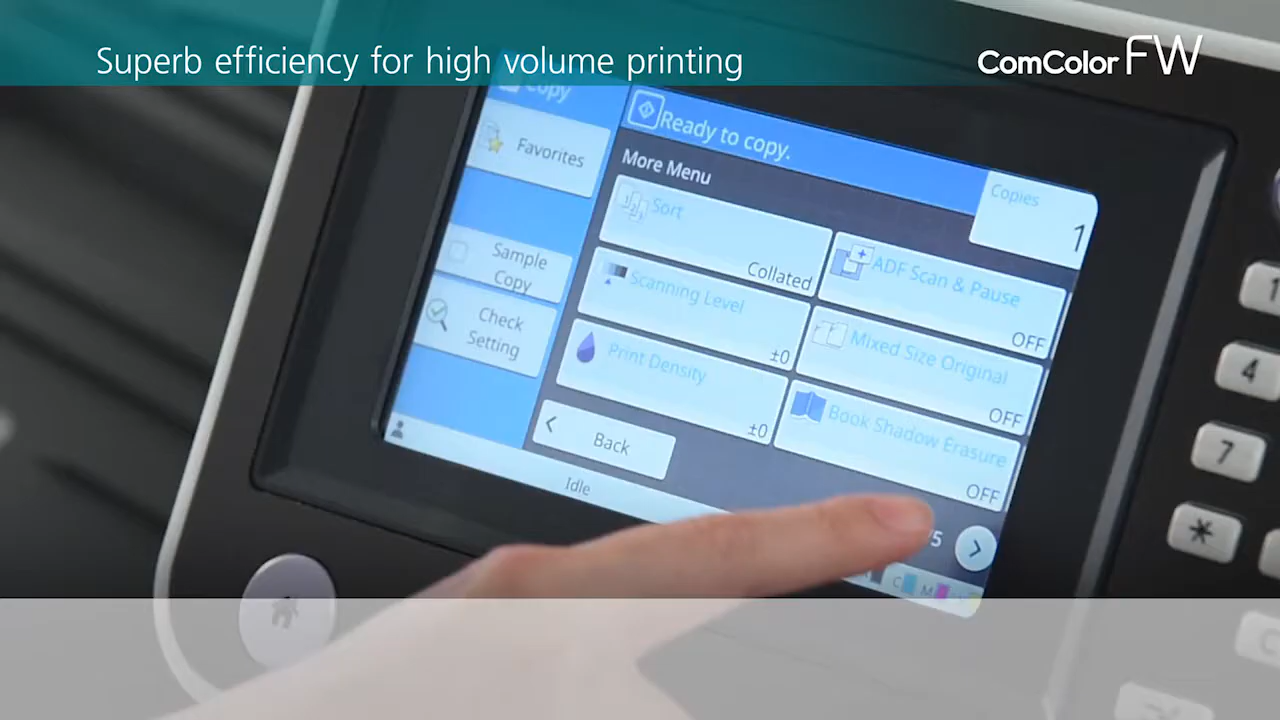 Superb efficiency for high volume printing
ComColor FW
Copy
Ready to copy.
Copies
1
Favorites
More Menu
Sort
Collated
ADF Scan & Pause
OFF
Sample
Copy
Scanning Level
±0
Mixed Size Original
OFF
Check
Setting
Print Density
±0
Book Shadow Erasure
OFF
Back
Idle
/5
C
M
1
4
7
*